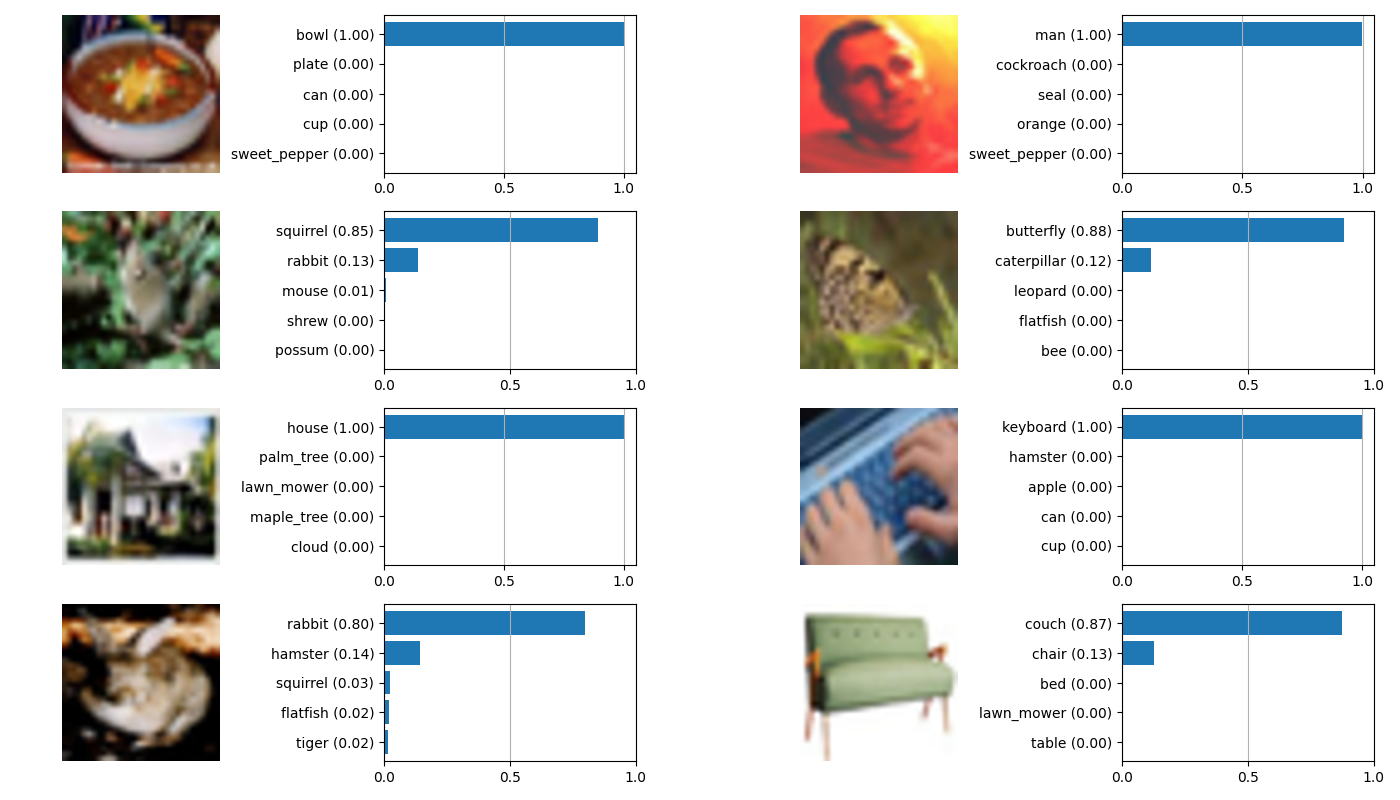 bowl (1.00)
plate (0.00)
can (0.00)
cup (0.00)
sweet_pepper (0.00)
0.0 0.5 1.0
man (1.00)
cockroach (0.00)
seal (0.00)
orange (0.00)
sweet_pepper (0.00)
0.0 0.5 1.0
squirrel (0.85)
rabbit (0.13)
mouse (0.01)
shrew (0.00)
possum (0.00)
0.0 0.5 1.0
butterfly (0.88)
caterpillar (0.12)
leopard (0.00)
flatfish (0.00)
bee (0.00)
0.0 0.5 1.0
house (1.00)
palm_tree (0.00)
lawn_mower (0.00)
maple_tree (0.00)
cloud (0.00)
0.0 0.5 1.0
keyboard (1.00)
hamster (0.00)
apple (0.00)
can (0.00)
cup (0.00)
0.0 0.5 1.0
rabbit (0.80)
hamster (0.14)
squirrel (0.03)
flatfish (0.02)
tiger (0.02)
0.0 0.5 1.0
couch (0.87)
chair (0.13)
bed (0.00)
lawn_mower (0.00)
table (0.00)
0.0 0.5 1.0